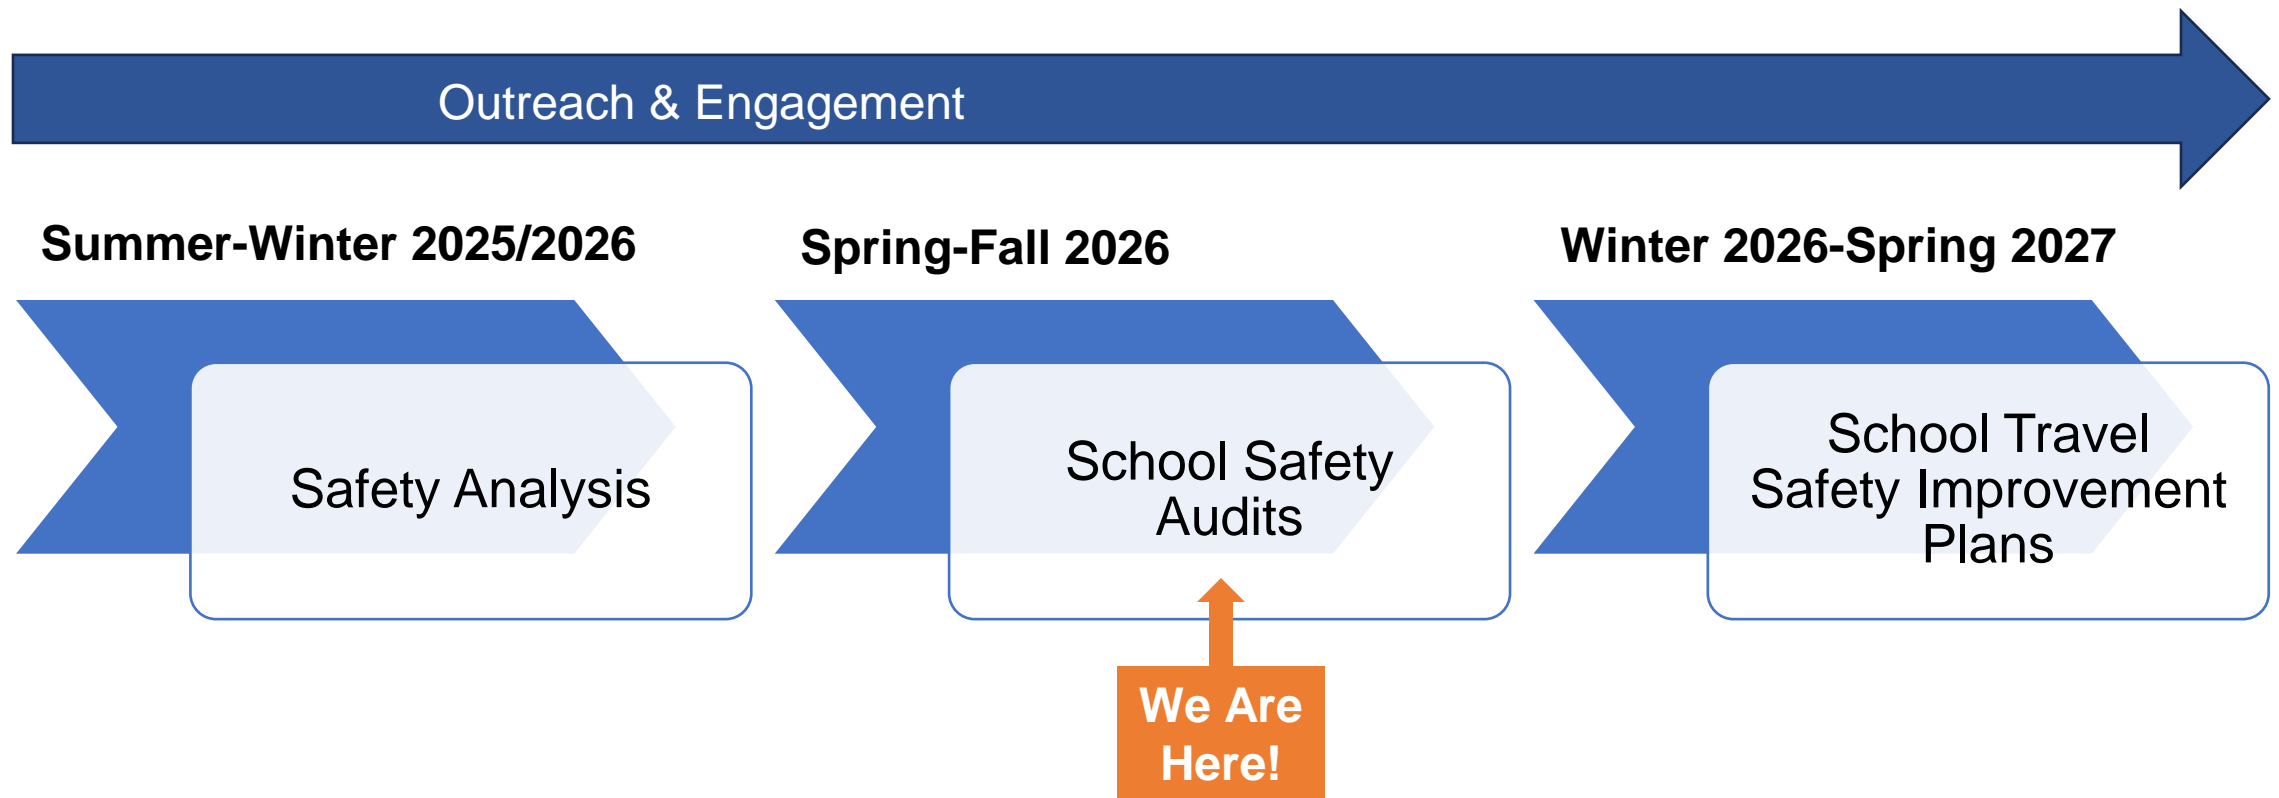 Outreach & Engagement
Summer-Winter 2025/2026
Spring-Fall 2026
Winter 2026-Spring 2027
Safety Analysis
School Safety
Audits
School Travel
Safety Improvement
Plans
We Are
Here!